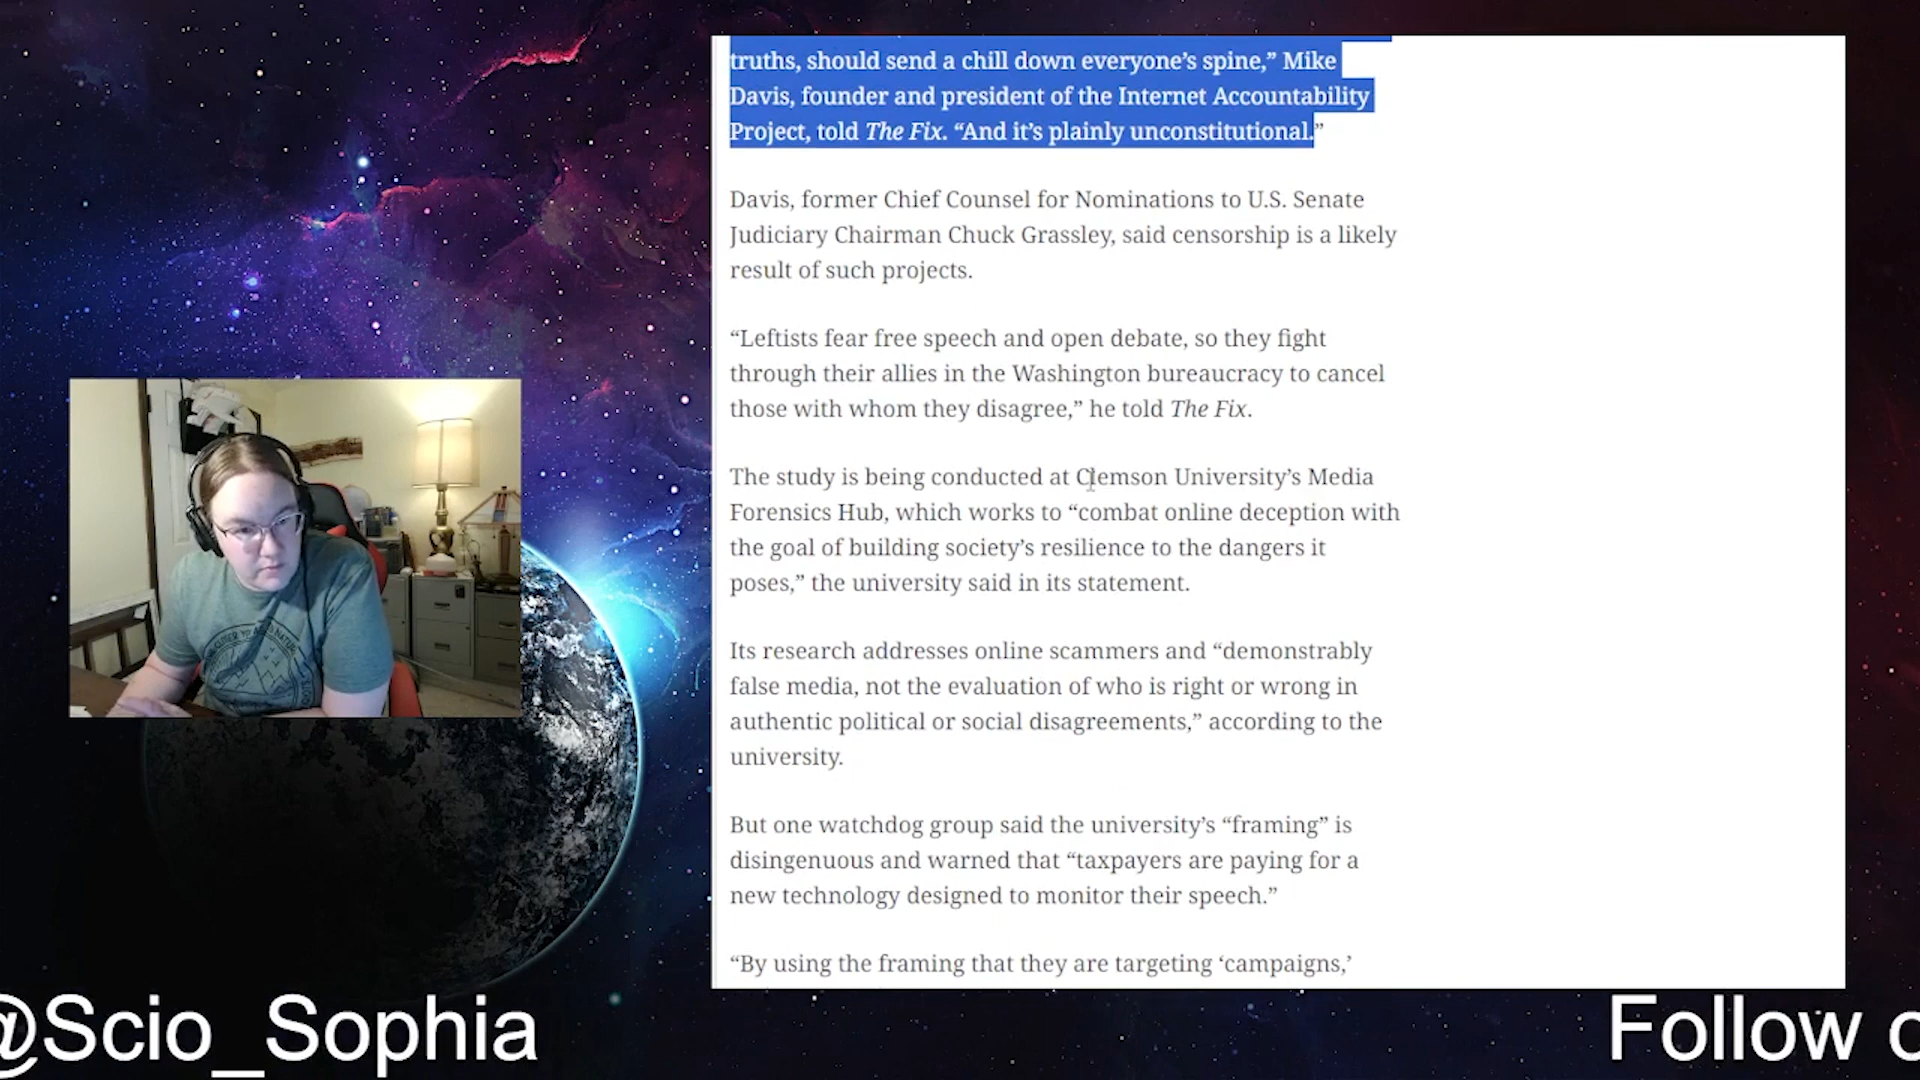 truths, should send a chill down everyone’s spine,” Mike
Davis, founder and president of the Internet Accountability
Project, told The Fix. “And it’s plainly unconstitutional.”
Davis, former Chief Counsel for Nominations to U.S. Senate
Judiciary Chairman Chuck Grassley, said censorship is a likely
result of such projects.
“Leftists fear free speech and open debate, so they fight
through their allies in the Washington bureaucracy to cancel
those with whom they disagree,” he told The Fix.
The study is being conducted at Clemson University’s Media
Forensics Hub, which works to “combat online deception with
the goal of building society’s resilience to the dangers it
poses,” the university said in its statement.
Its research addresses online scammers and “demonstrably
false media, not the evaluation of who is right or wrong in
authentic political or social disagreements,” according to the
university.
But one watchdog group said the university’s “framing” is
disingenuous and warned that “taxpayers are paying for a
new technology designed to monitor their speech.”
“By using the framing that they are targeting ‘campaigns,’
@Scio_Sophia
Follow